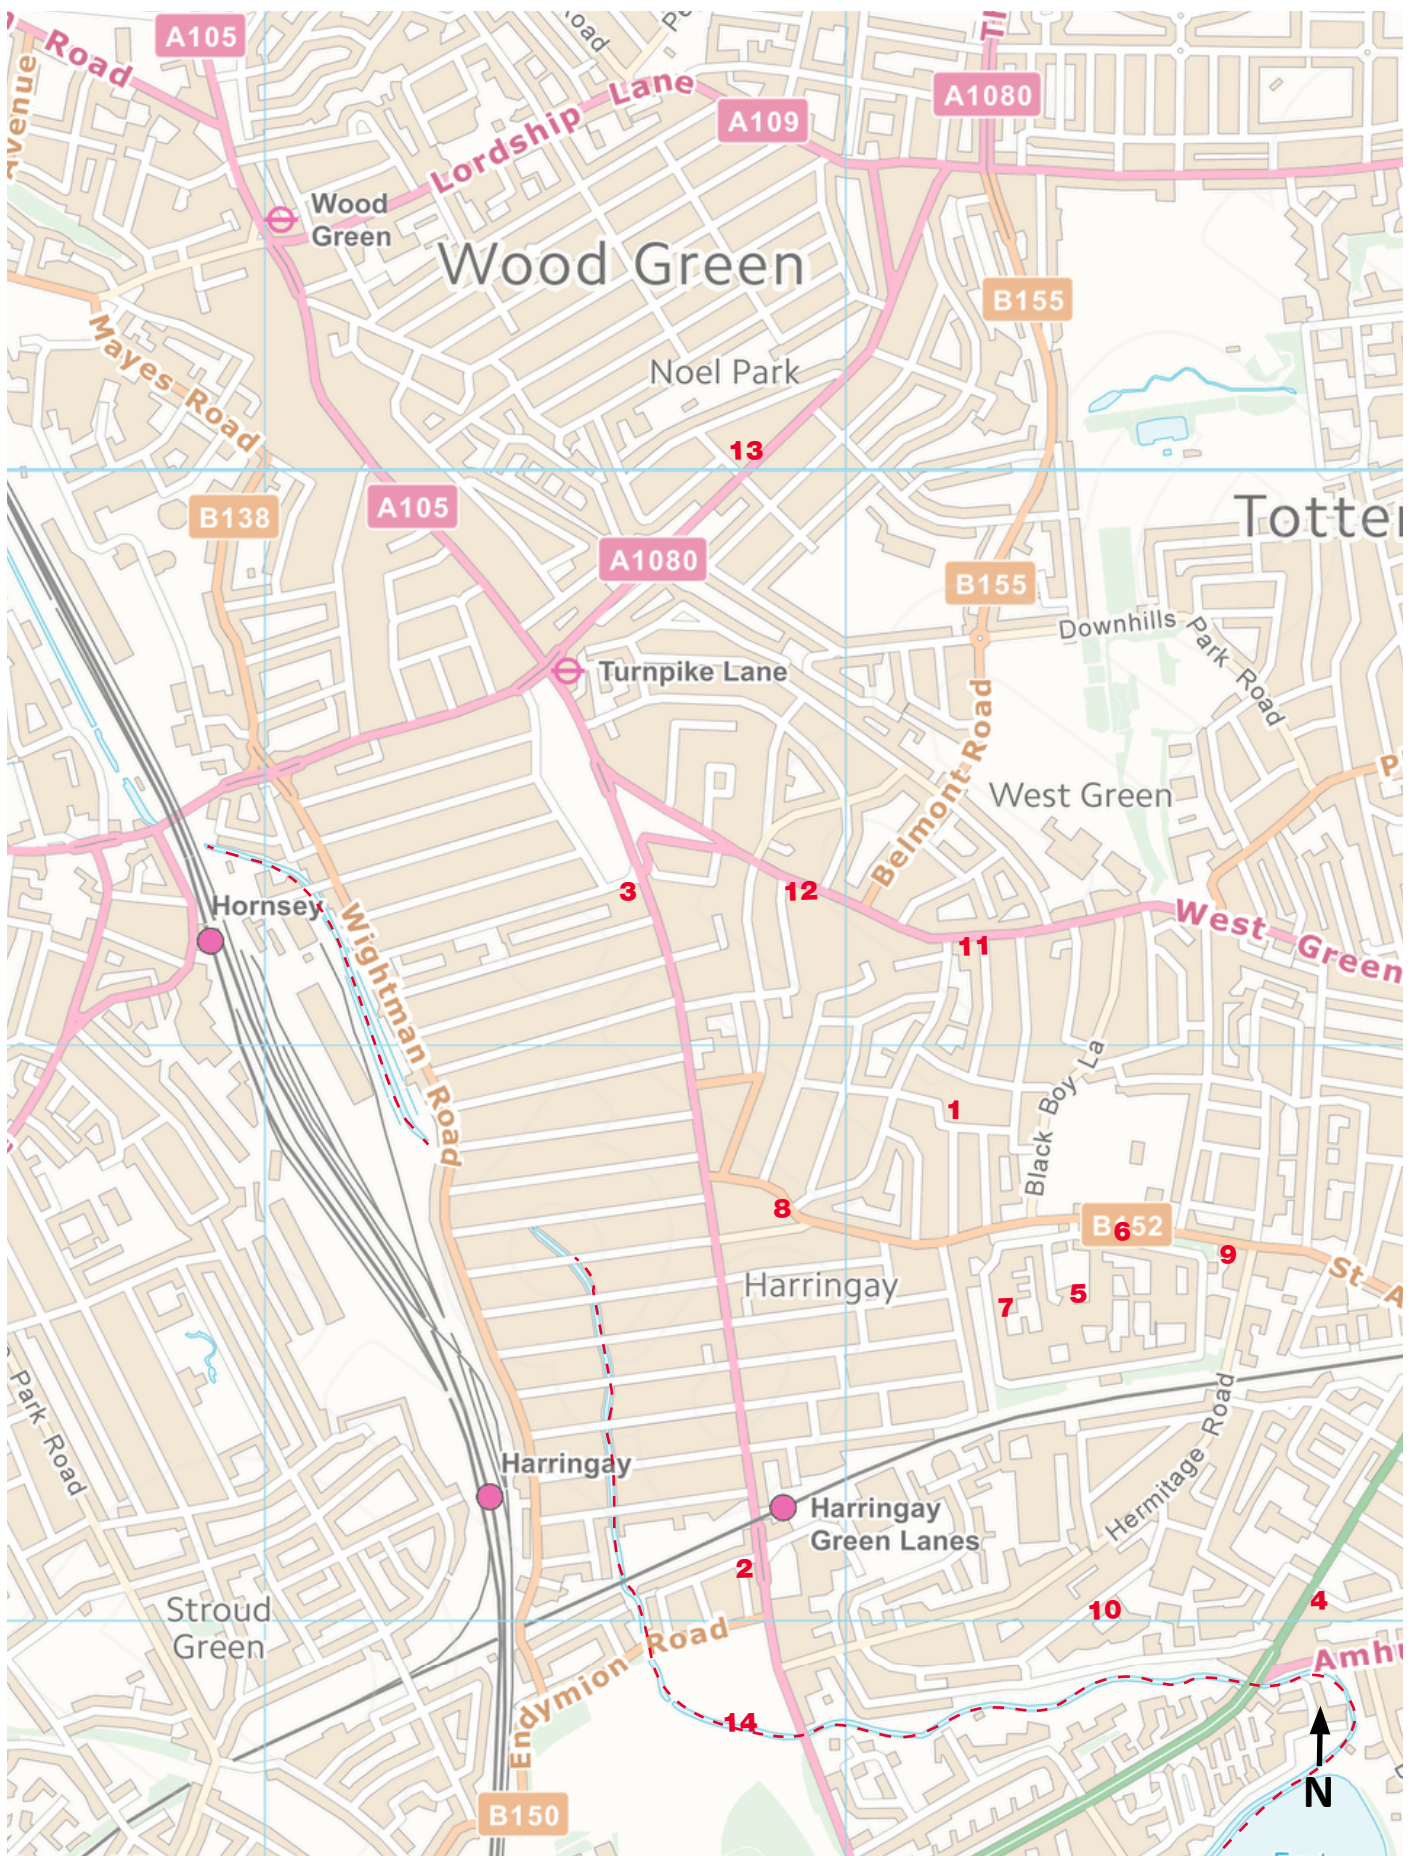 A105
Road
Road
Avenue
Lordship Lane
A109
A1080
Wood
Green
Wood Green
B155
Mayes Road
Noel Park
13
B138
A105
A1080
Totter
B155
Downhills
Park Road
Turnpike Lane
Belmont Road
West Green
3
12
11
West Green
Hornsey
Wightman Road
Black Boy La
1
8
B152
6
9
St A
7
5
Harringay
Park Road
Harringay
Harringay
Green Lanes
Hermitage Road
2
4
10
Stroud
Green
Endymion Road
Amhu
14
N
B150